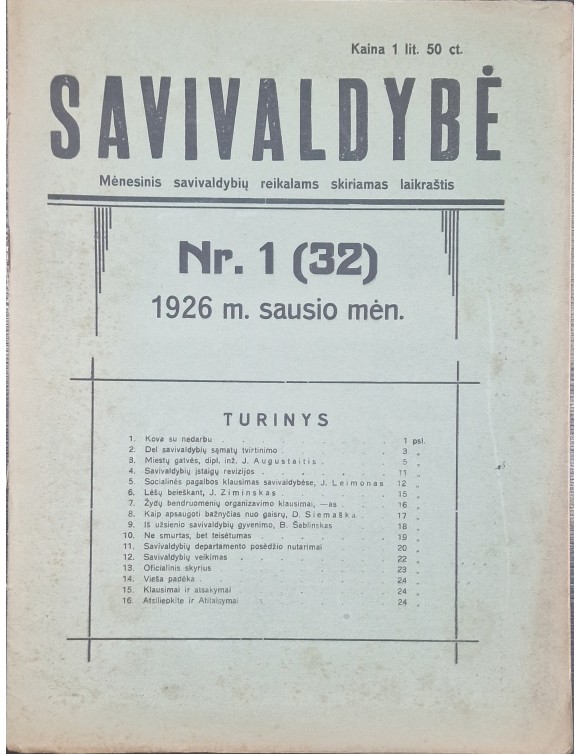 Kaina 1 lit. 50 ct.
SAVIVALDYBĖ
Mėnesinis savivaldybių reikalams skiriamas laikraštis
Nr. 1 (32)
1926 m. sausio mėn.
TURINYS
1. Kova su nedarbu . . . . . . . 1 psl.
2. Dėl savivaldybių sąmatų tvirtinimo . . . . . 3 „
3. Miestų gatvės, dipl. inž. J. Augustaitis . . . . 5 „
4. Savivaldybių įstaigų revizijos . . . . . . 11 „
5. Socialinės pagalbos klausimas savivaldybėse, J. Leimonas 12 „
6. Lėšų beieškant, J. Ziminskas . . . . . 15 „
7. Žydų bendruomenių organizavimo klausimai, —as . . . 16 „
8. Kaip apsaugoti bažnyčias nuo gaisrų, D. Siemaška . . 17 „
9. Iš užsienio savivaldybių gyvenimo, B. Šeblinskas . . 18 „
10. Ne smurtas, bet teisėtumas . . . . . 19 „
11. Savivaldybių departamento posėdžio nutarimai . . . 20 „
12. Savivaldybių veikimas . . . . . . 22 „
13. Oficialinis skyrius . . . . . . . 23 „
14. Vieša padėka . . . . . . . . 24 „
15. Klausimai ir atsakymai . . . . . . 24 „
16. Atsiliepkite ir Atitaisymai . . . . . . 24 „